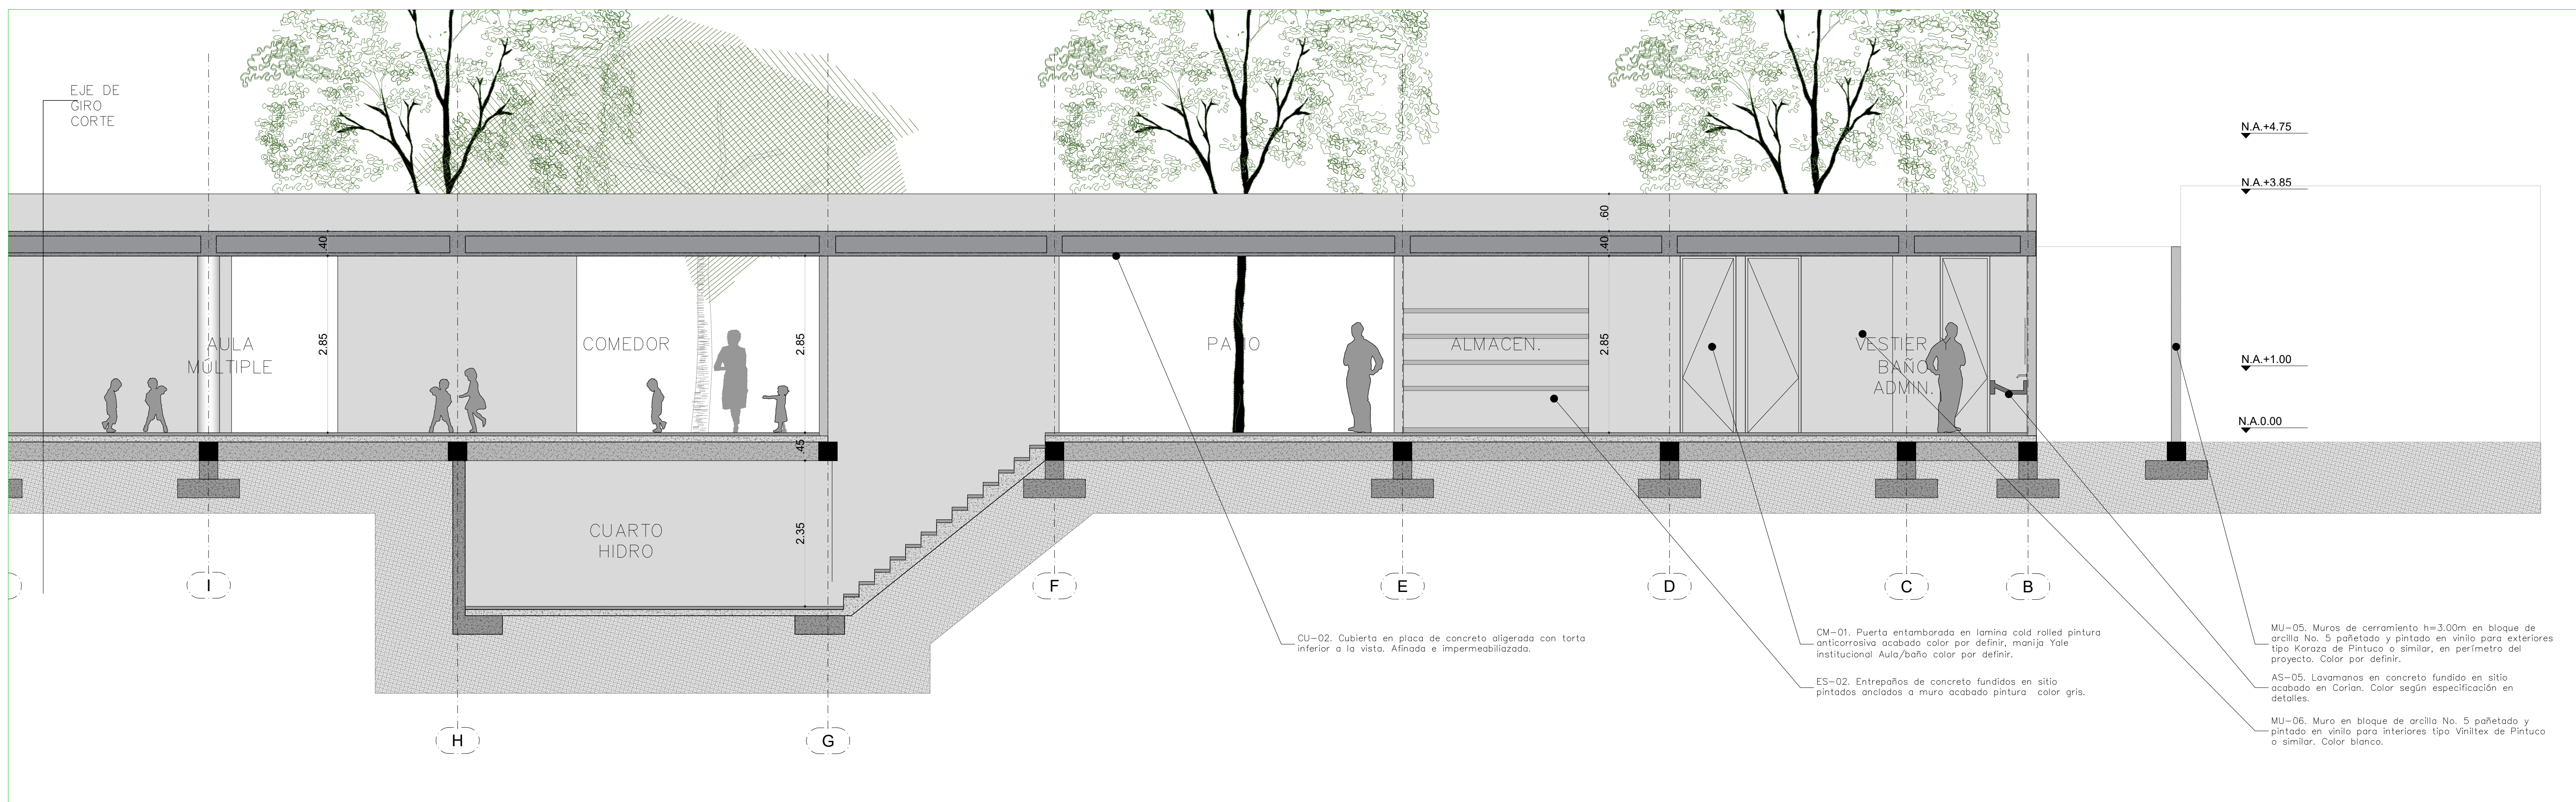 EJE DE
GIRO
CORTE
N.A.+4.75
N.A.+3.85
N.A.+1.00
N.A.0.00
.60
.40
.40
2.85
2.85
2.85
.45
2.35
AULA
MÚLTIPLE
COMEDOR
PATIO
ALMACEN.
VESTIER
BAÑO
ADMIN.
CUARTO
HIDRO
I
H
G
F
E
D
C
B
CU-02. Cubierta en placa de concreto aligerada con torta
inferior a la vista. Afinada e impermeabiliazada.
CM-01. Puerta entamborada en lamina cold rolled pintura
anticorrosiva acabado color por definir, manija Yale
institucional Aula/baño color por definir.
ES-02. Entrepaños de concreto fundidos en sitio
pintados anclados a muro acabado pintura color gris.
MU-05. Muros de cerramiento h=3.00m en bloque de
arcilla No. 5 pañetado y pintado en vinilo para exteriores
tipo Koraza de Pintuco o similar, en perímetro del
proyecto. Color por definir.
AS-05. Lavamanos en concreto fundido en sitio
acabado en Corian. Color según especificación en
detalles.
MU-06. Muro en bloque de arcilla No. 5 pañetado y
pintado en vinilo para interiores tipo Viniltex de Pintuco
o similar. Color blanco.